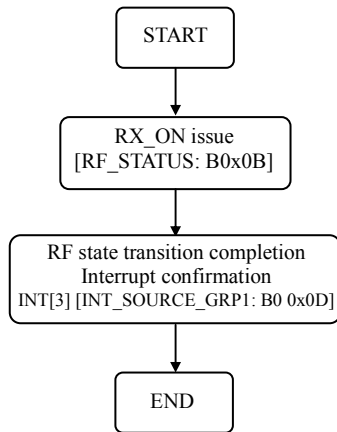 START
RX_ON issue
[RF_STATUS: B0x0B]
RF state transition completion
Interrupt confirmation
INT[3] [INT_SOURCE_GRP1: B0 0x0D]
END